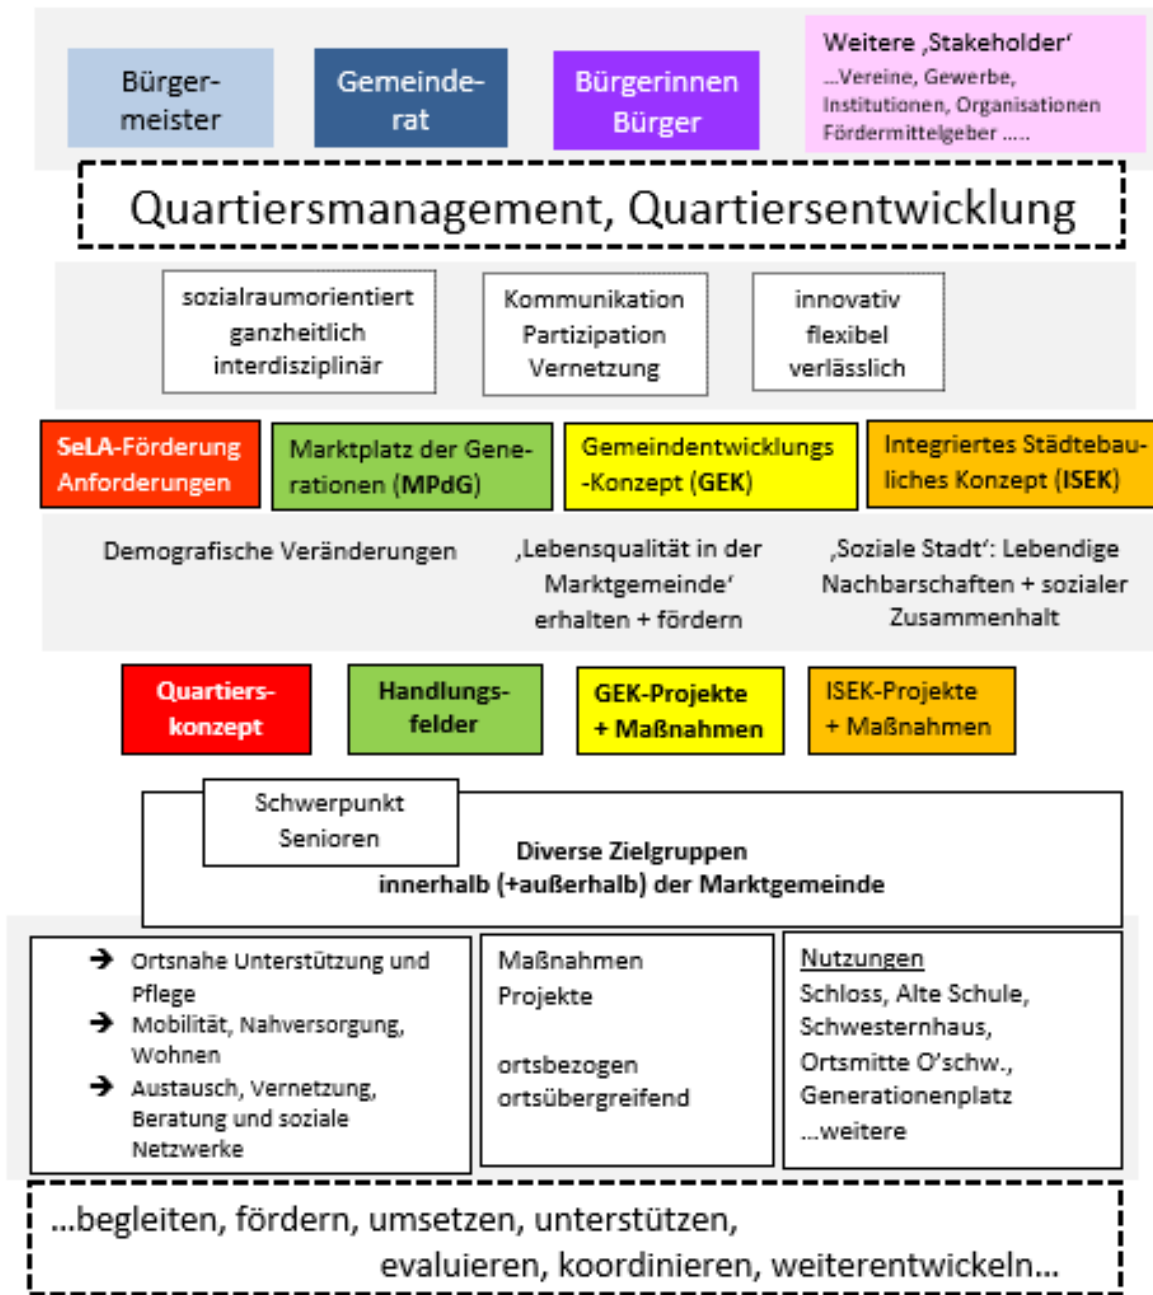 Bürger-
meister
Gemeinde-
rat
Bürgerinnen
Bürger
Weitere ‚Stakeholder‘
...Vereine, Gewerbe,
Institutionen, Organisationen
Fördermittelgeber .....
Quartiersmanagement, Quartiersentwicklung
sozialraumorientiert
ganzheitlich
interdisziplinär
Kommunikation
Partizipation
Vernetzung
innovativ
flexibel
verlässlich
SeLA-Förderung
Anforderungen
Marktplatz der Gene-
rationen (MPdG)
Gemeindentwicklungs
-Konzept (GEK)
Integriertes Städtebau-
liches Konzept (ISEK)
Demografische Veränderungen
‚Lebensqualität in der
Marktgemeinde‘
erhalten + fördern
‚Soziale Stadt‘: Lebendige
Nachbarschaften + sozialer
Zusammenhalt
Quartiers-
konzept
Handlungs-
felder
GEK-Projekte
+ Maßnahmen
ISEK-Projekte
+ Maßnahmen
Schwerpunkt
Senioren
Diverse Zielgruppen
innerhalb (+außerhalb) der Marktgemeinde
➔ Ortsnahe Unterstützung und
Pflege
➔ Mobilität, Nahversorgung,
Wohnen
➔ Austausch, Vernetzung,
Beratung und soziale
Netzwerke
Maßnahmen
Projekte
ortsbezogen
ortsübergreifend
Nutzungen
Schloss, Alte Schule,
Schwesternhaus,
Ortsmitte O’schw.,
Generationenplatz
...weitere
...begleiten, fördern, umsetzen, unterstützen,
evaluieren, koordinieren, weiterentwickeln...